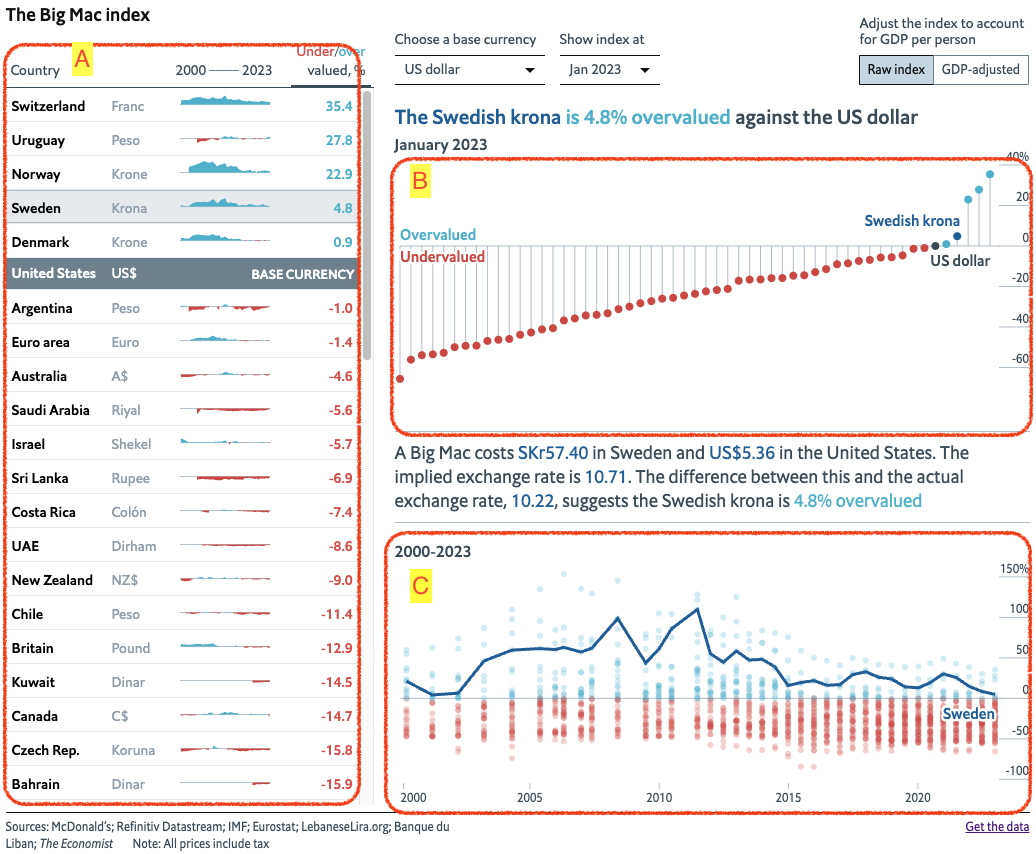 The Big Mac index
A
Under/over
Country 2000 2023 valued, %
Switzerland Franc 35.4
Uruguay Peso 27.8
Norway Krone 22.9
Sweden Krona 4.8
Denmark Krone 0.9
United States US$ BASE CURRENCY
Argentina Peso -1.0
Euro area Euro -1.4
Australia A$ -4.6
Saudi Arabia Riyal -5.6
Israel Shekel -5.7
Sri Lanka Rupee -6.9
Costa Rica Colón -7.4
UAE Dirham -8.6
New Zealand NZ$ -9.0
Chile Peso -11.4
Britain Pound -12.9
Kuwait Dinar -14.5
Canada C$ -14.7
Czech Rep. Koruna -15.8
Bahrain Dinar -15.9
Choose a base currency
US dollar
Show index at
Jan 2023
Adjust the index to account
for GDP per person
Raw index GDP-adjusted
The Swedish krona is 4.8% overvalued against the US dollar
January 2023
B
40%
20
Swedish krona
Overvalued
0
Undervalued
US dollar
-20
-40
-60
A Big Mac costs SKr57.40 in Sweden and US$5.36 in the United States. The
implied exchange rate is 10.71. The difference between this and the actual
exchange rate, 10.22, suggests the Swedish krona is 4.8% overvalued
2000-2023
C
150%
100
50
0
Sweden
-50
-100
2000 2005 2010 2015 2020
Sources: McDonald's; Refinitiv Datastream; IMF; Eurostat; LebaneseLira.org; Banque du
Liban; The Economist Note: All prices include tax
Get the data